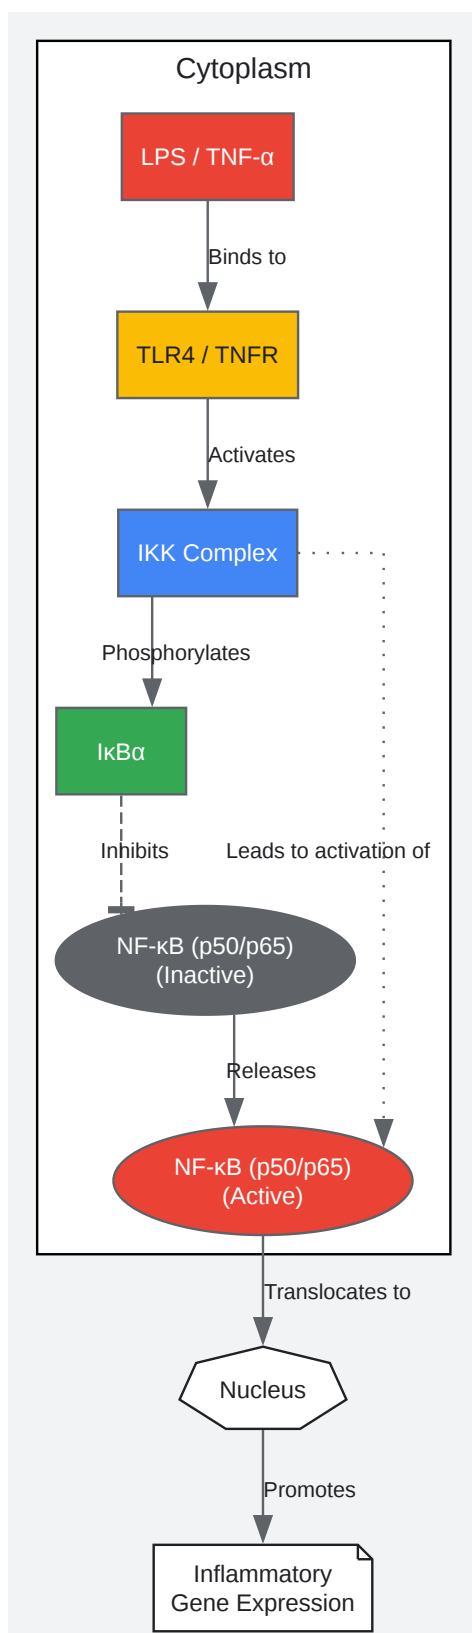 Cytoplasm
LPS / TNF-α
Binds to
TLR4 / TNFR
Activates
IKK Complex
Phosphorylates
IκBα
Inhibits
Leads to activation of
NF-κB (p50/p65)
(Inactive)
Releases
NF-κB (p50/p65)
(Active)
Translocates to
Nucleus
Promotes
Inflammatory
Gene Expression